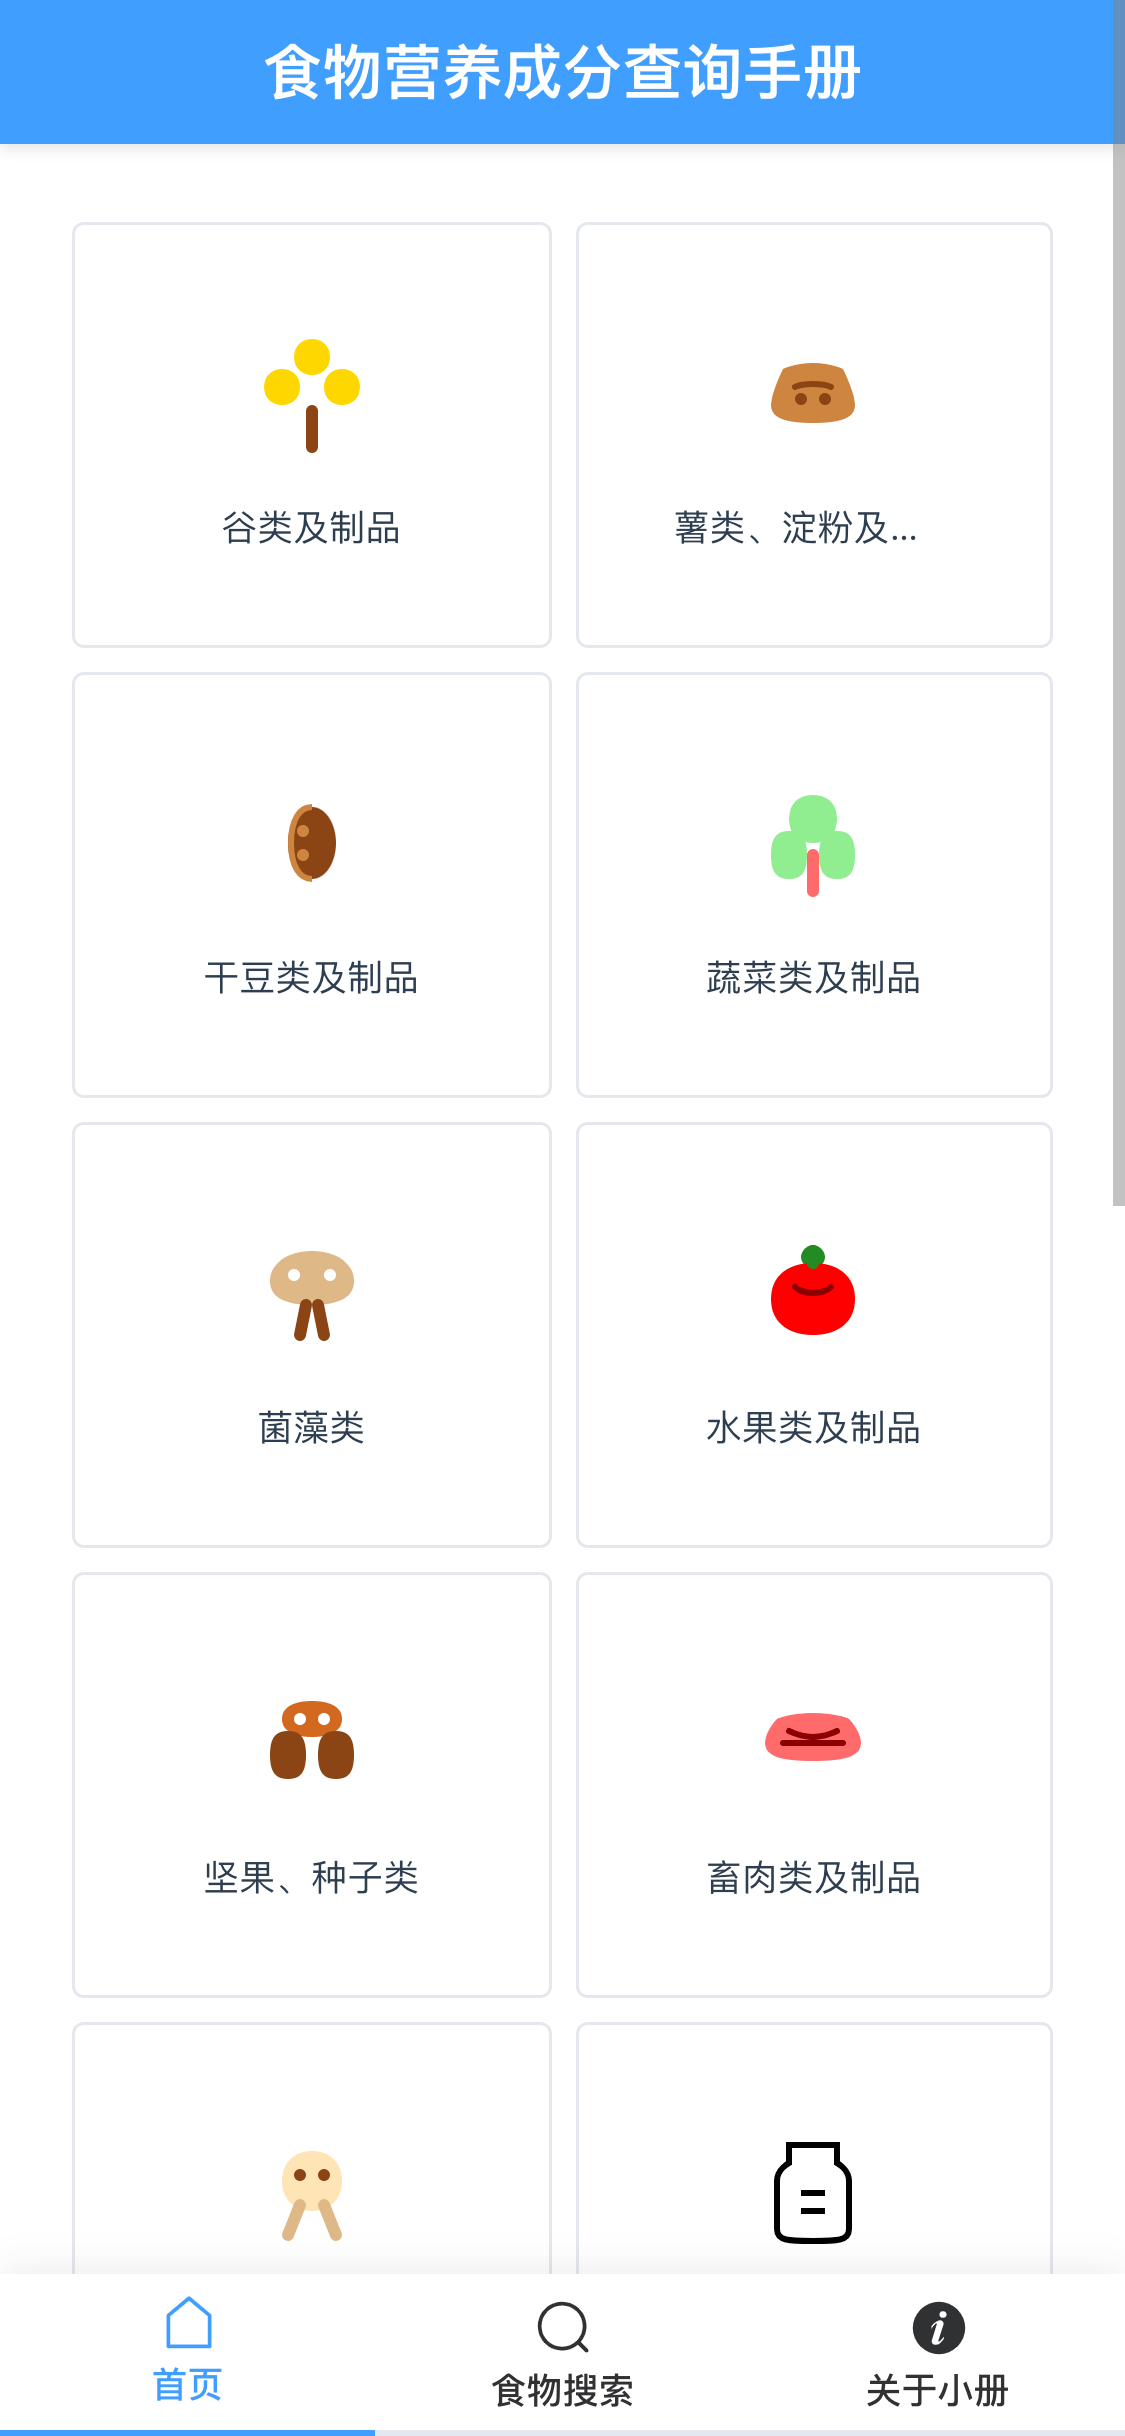 食物营养成分查询手册
谷类及制品
薯类、淀粉及...
干豆类及制品
蔬菜类及制品
菌藻类
水果类及制品
坚果、种子类
畜肉类及制品
首页
食物搜索
关于小册